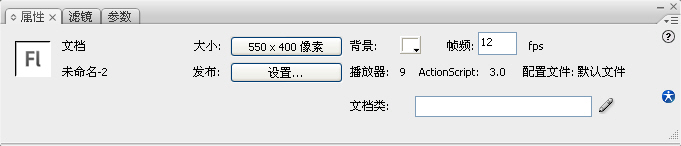 属性 × 滤镜 参数
Fl 文档 大小: 550 x 400 像素 背景: 帧频: 12 fps
未命名-2 发布: 设置... 播放器: 9 ActionScript: 3.0 配置文件: 默认文件
文档类: